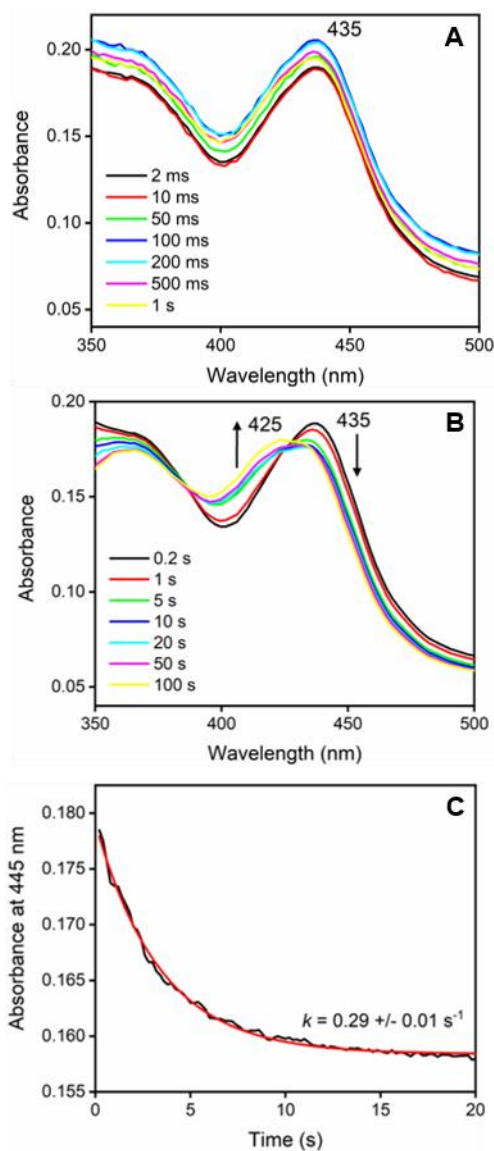 A
435
0.20
0.15
0.10
0.05
Absorbance
2 ms
10 ms
50 ms
100 ms
200 ms
500 ms
1 s
350 400 450 500
Wavelength (nm)
B
0.20
0.15
0.10
0.05
Absorbance
425 435
0.2 s
1 s
5 s
10 s
20 s
50 s
100 s
350 400 450 500
Wavelength (nm)
C
0.180
0.175
0.170
0.165
0.160
0.155
Absorbance at 445 nm
k = 0.29 +/- 0.01 s⁻¹
0 5 10 15 20
Time (s)